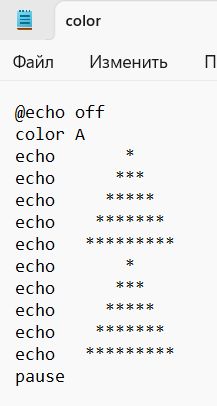 color
Файл Изменить П
@echo off
color A
echo       *
echo      ***
echo     *****
echo    *******
echo   *********
echo       *
echo      ***
echo     *****
echo    *******
echo   *********
pause